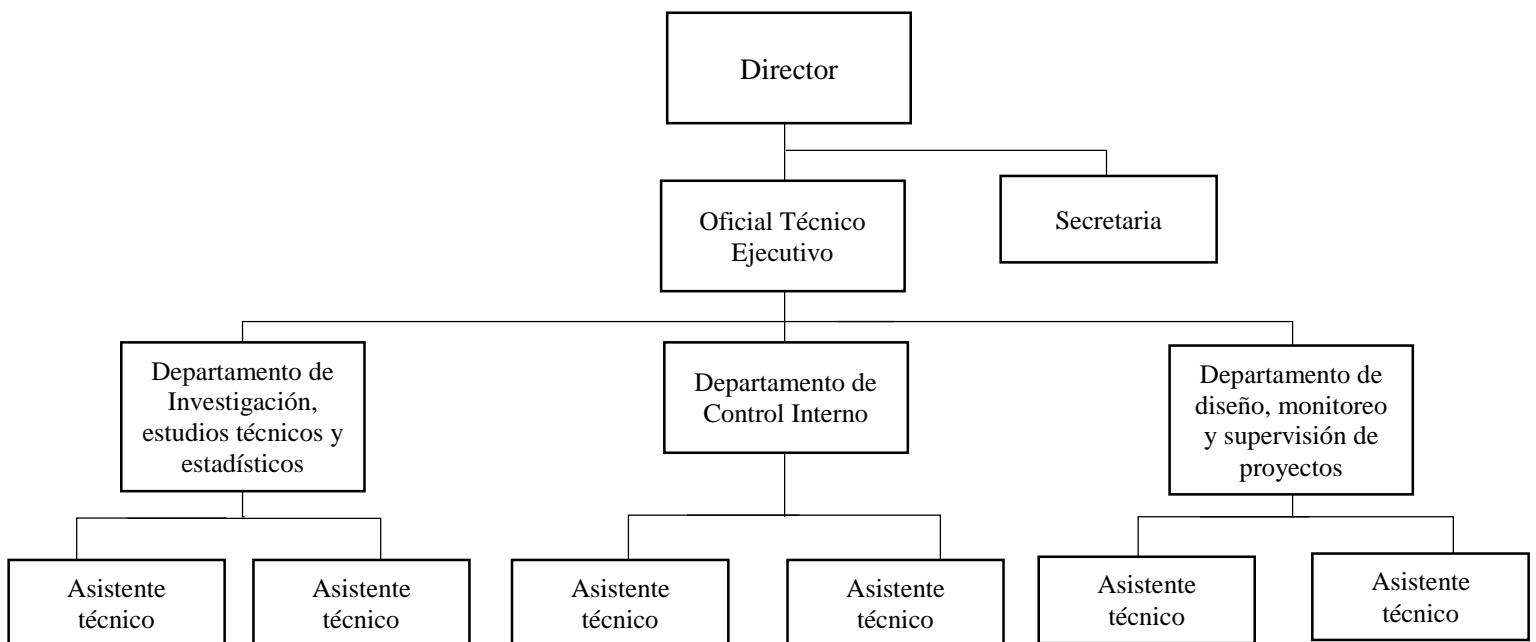 Director
Oficial Técnico
Ejecutivo
Secretaria
Departamento de
Investigación,
estudios técnicos y
estadísticos
Departamento de
Control Interno
Departamento de
diseño, monitoreo
y supervisión de
proyectos
Asistente
técnico
Asistente
técnico
Asistente
técnico
Asistente
técnico
Asistente
técnico
Asistente
técnico